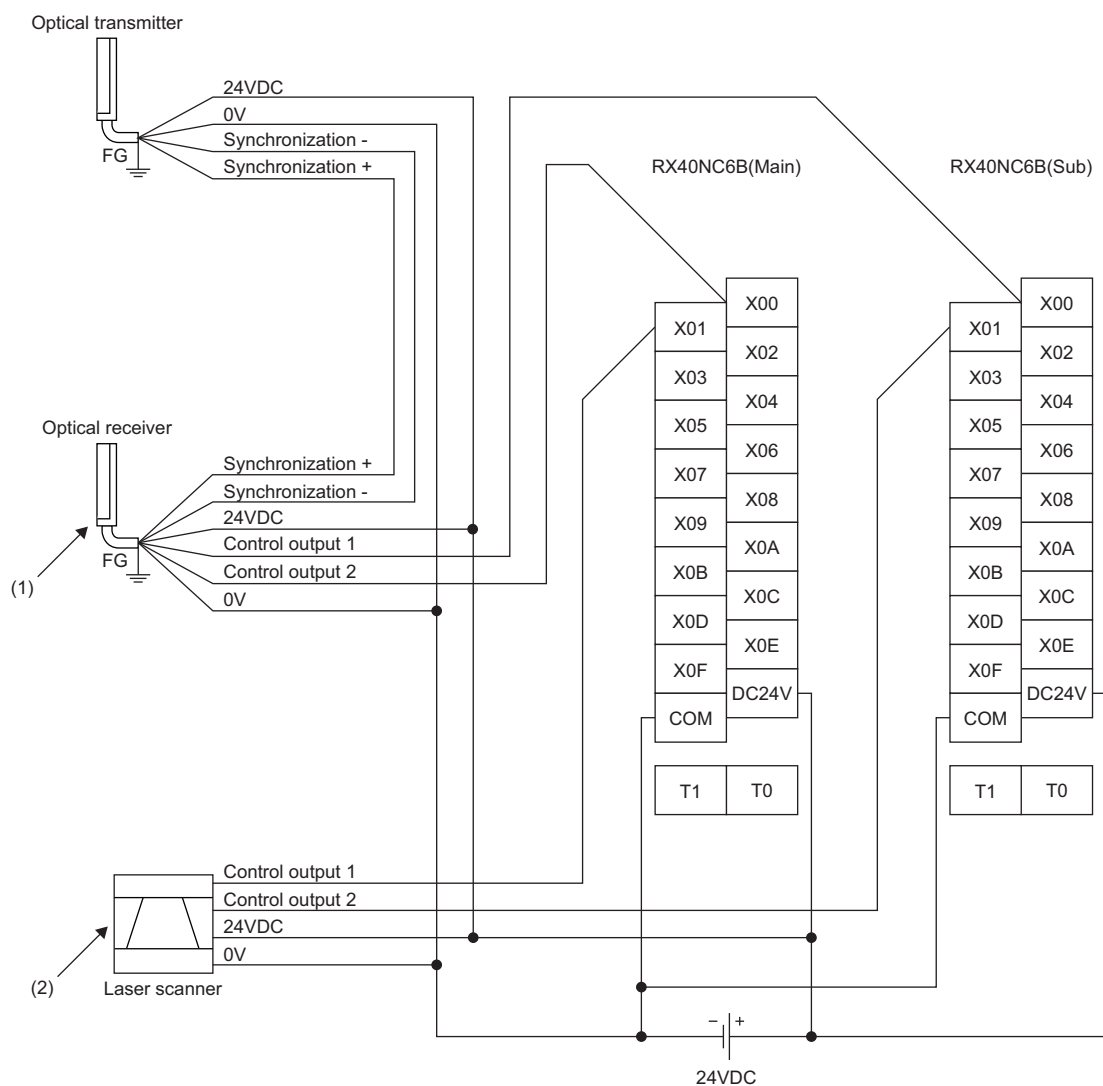 Optical transmitter
24VDC
0V
Synchronization -
FG
Synchronization +
RX40NC6B(Main)
RX40NC6B(Sub)
X00
X01
X02
X03
X04
X05
X06
X07
X08
X09
X0A
X0B
X0C
X0D
X0E
X0F
DC24V
COM
T1
T0
X00
X01
X02
X03
X04
X05
X06
X07
X08
X09
X0A
X0B
X0C
X0D
X0E
X0F
DC24V
COM
T1
T0
Optical receiver
Synchronization +
Synchronization -
24VDC
Control output 1
FG
Control output 2
0V
(1)
Control output 1
Control output 2
24VDC
0V
(2)
Laser scanner
– +
24VDC